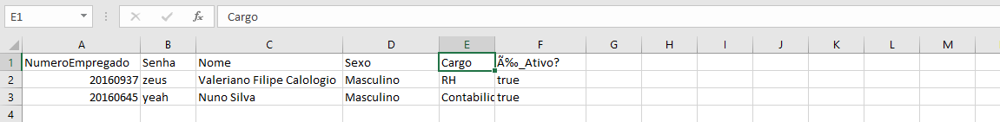 E1 fx Cargo
A B C D E F G H I J K L M
1 NumeroEmpregado Senha Nome Sexo Cargo Ã‰_Ativo?
2 20160937 zeus Valeriano Filipe Calologio Masculino RH true
3 20160645 yeah Nuno Silva Masculino Contabilic true
4